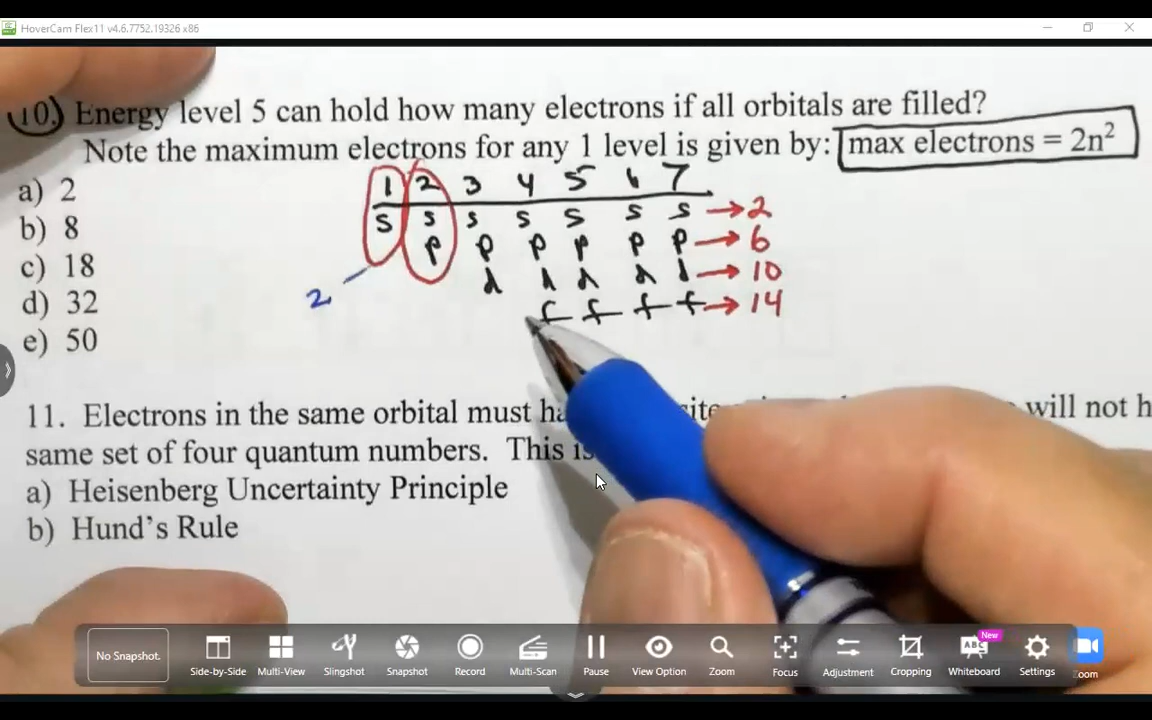 HoverCam Flex11 v4.6.7752.19326 x86
10. Energy level 5 can hold how many electrons if all orbitals are filled?
Note the maximum electrons for any 1 level is given by: max electrons = 2n²
a) 2
b) 8
c) 18
d) 32
e) 50
1 2 3 4 5 6 7
s s s s s s s → 2
p p p p p p → 6
d d d d d → 10
f f f f → 14
2
11. Electrons in the same orbital must will not
same set of four quantum numbers. This
a) Heisenberg Uncertainty Principle
b) Hund's Rule
No Snapshot.
Side-by-Side Multi-View Slingshot Snapshot Record Multi-Scan Pause View Option Zoom Focus Adjustment Cropping Whiteboard Settings Zoom
New
ABC